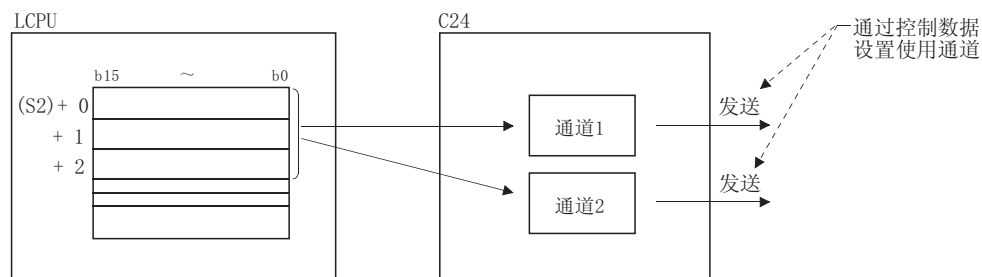 LCPU
C24
通过控制数据
设置使用通道
b15 ～ b0
(S2)+ 0
+ 1
+ 2
通道1
发送
通道2
发送